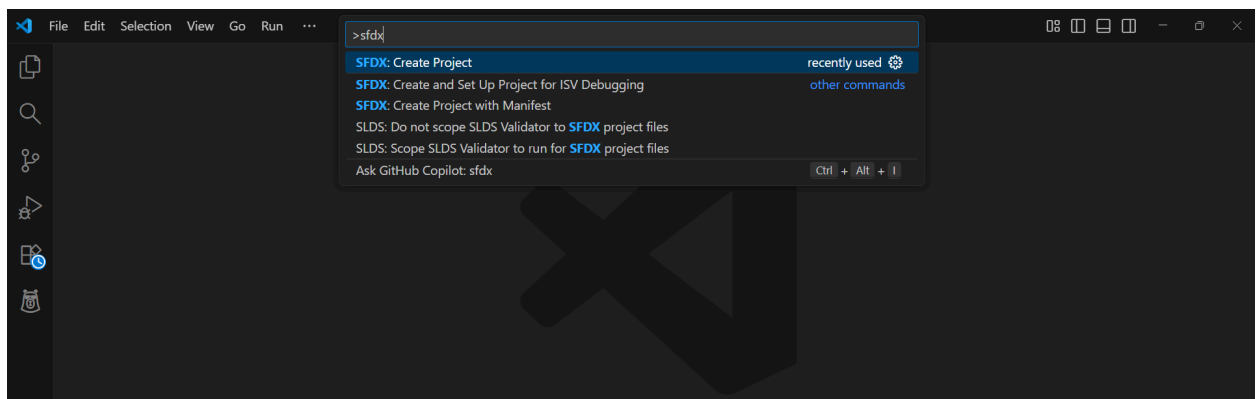 File Edit Selection View Go Run ···
>sfdx
SFDX: Create Project recently used
SFDX: Create and Set Up Project for ISV Debugging other commands
SFDX: Create Project with Manifest
SLDS: Do not scope SLDS Validator to SFDX project files
SLDS: Scope SLDS Validator to run for SFDX project files
Ask GitHub Copilot: sfdx Ctrl + Alt + I